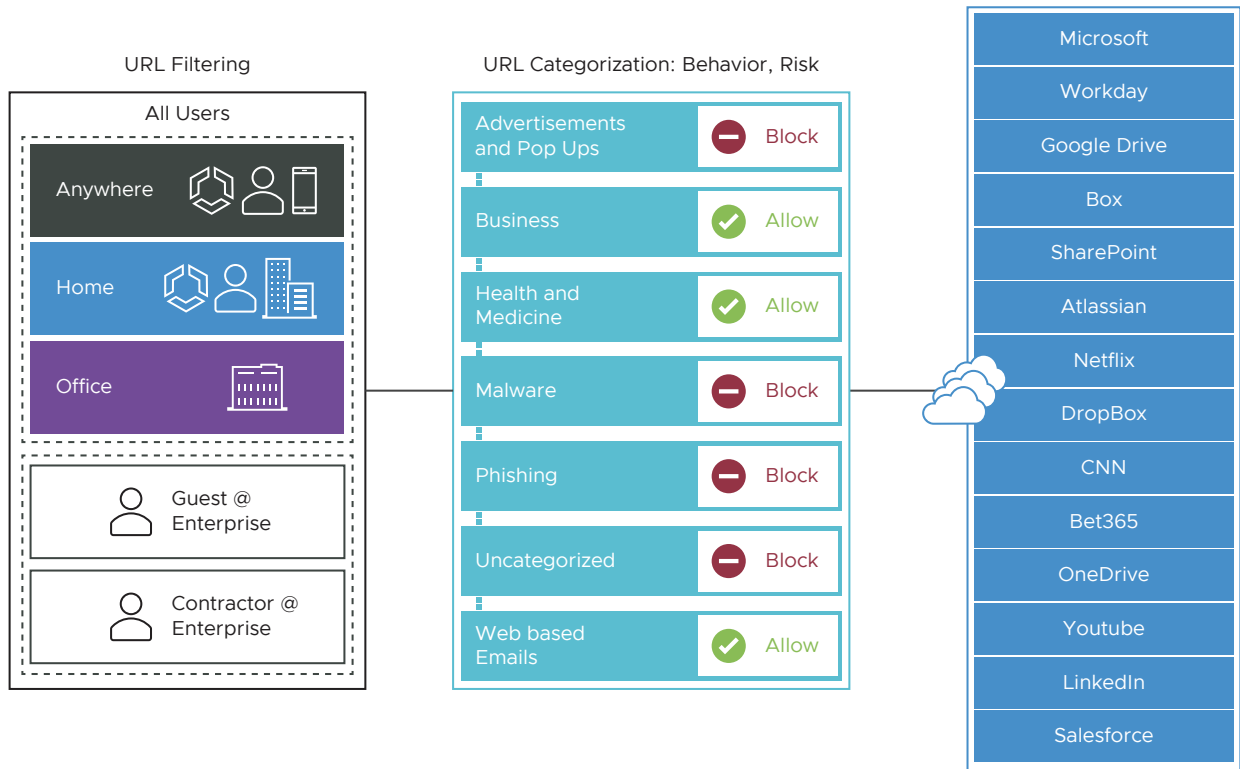 URL Filtering
All Users
Anywhere
Home
Office
Guest @
Enterprise
Contractor @
Enterprise
URL Categorization: Behavior, Risk
Advertisements
and Pop Ups
Block
Business
Allow
Health and
Medicine
Allow
Malware
Block
Phishing
Block
Uncategorized
Block
Web based
Emails
Allow
Microsoft
Workday
Google Drive
Box
SharePoint
Atlassian
Netflix
DropBox
CNN
Bet365
OneDrive
Youtube
LinkedIn
Salesforce